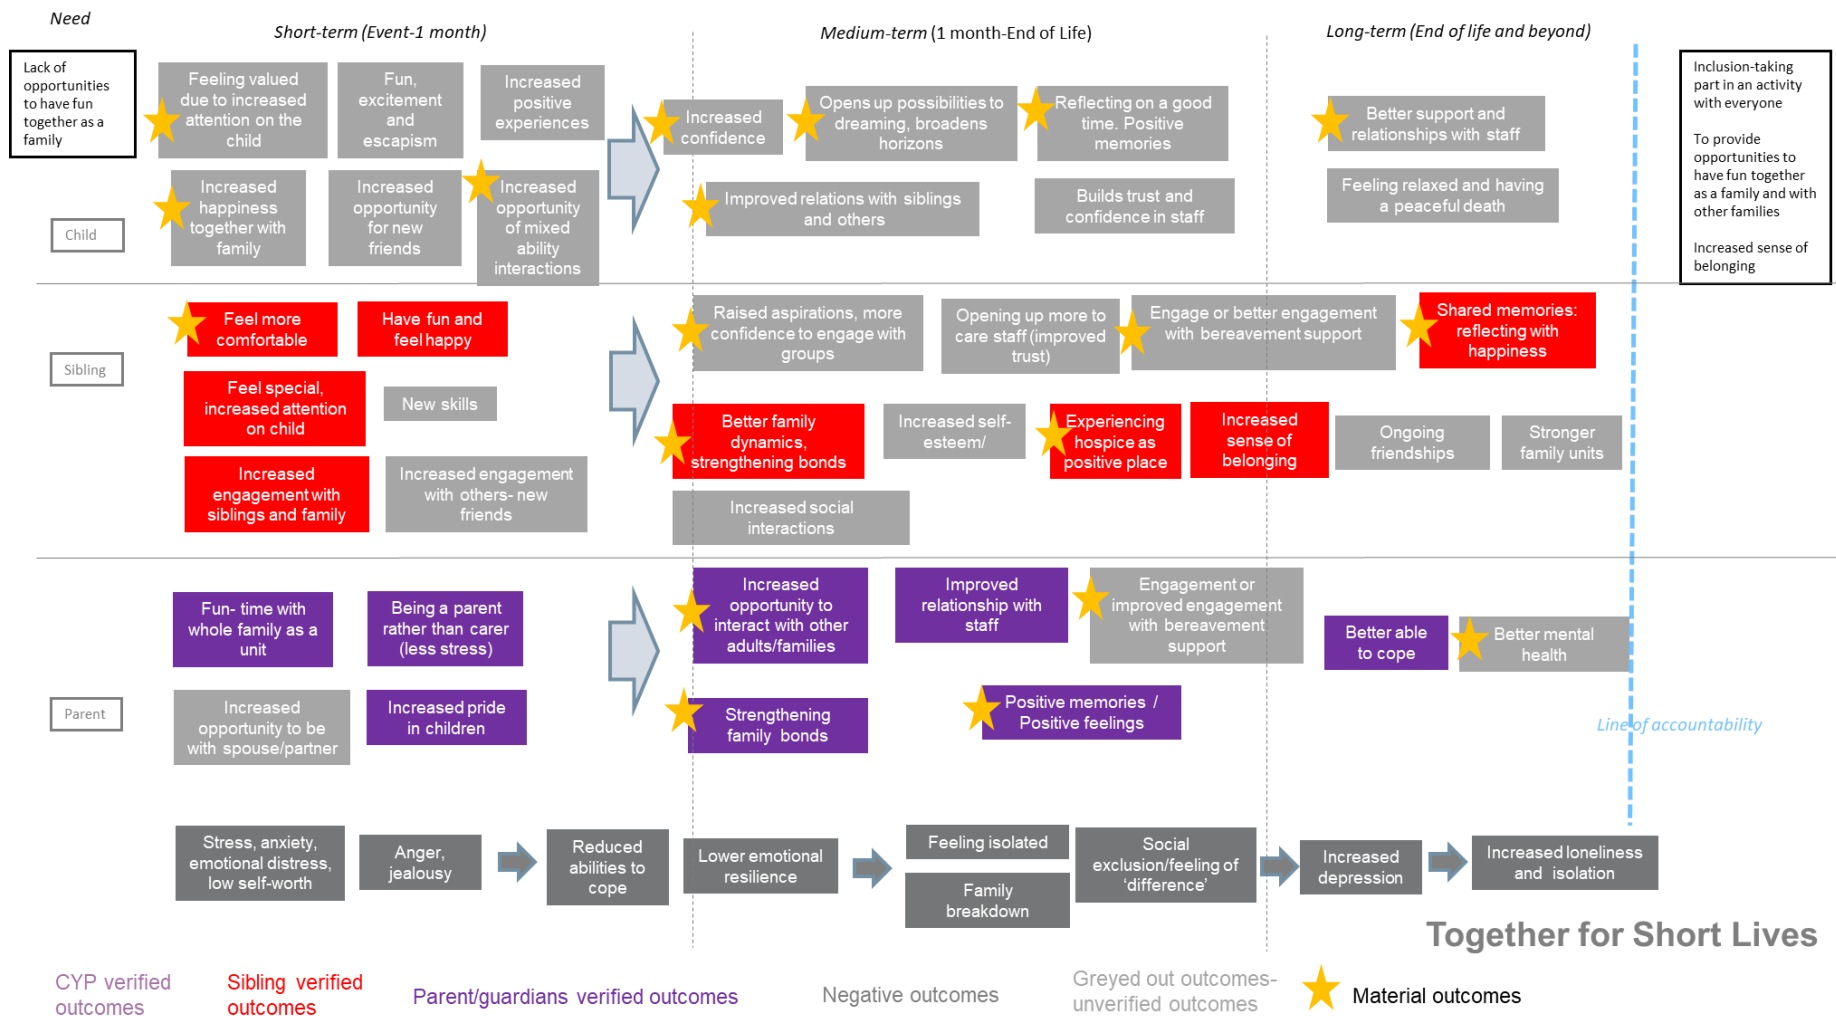 Need
Short-term (Event-1 month)
Medium-term (1 month-End of Life)
Long-term (End of life and beyond)
Lack of
opportunities
to have fun
together as a
family
Feeling valued
due to increased
attention on the
child
Fun,
excitement
and
escapism
Increased
positive
experiences
Increased
confidence
Opens up possibilities to
dreaming, broadens
horizons
Reflecting on a good
time. Positive
memories
Better support and
relationships with staff
Inclusion-taking
part in an activity
with everyone
To provide
opportunities to
have fun together
as a family and with
other families
Increased sense of
belonging
Child
Increased
happiness
together with
family
Increased
opportunity
for new
friends
Increased
opportunity
of mixed
ability
interactions
Improved relations with siblings
and others
Builds trust and
confidence in staff
Feeling relaxed and having
a peaceful death
Sibling
Feel more
comfortable
Have fun and
feel happy
Raised aspirations, more
confidence to engage with
groups
Opening up more to
care staff (improved
trust)
Engage or better engagement
with bereavement support
Shared memories:
reflecting with
happiness
Feel special,
increased attention
on child
New skills
Better family
dynamics,
strengthening bonds
Increased self-
esteem/
Experiencing
hospice as
positive place
Increased
sense of
belonging
Ongoing
friendships
Stronger
family units
Increased
engagement with
siblings and family
Increased engagement
with others- new
friends
Increased social
interactions
Parent
Fun- time with
whole family as a
unit
Being a parent
rather than carer
(less stress)
Increased
opportunity to
interact with other
adults/families
Improved
relationship with
staff
Engagement or
improved engagement
with bereavement
support
Better able
to cope
Better mental
health
Increased
opportunity to be
with spouse/partner
Increased pride
in children
Strengthening
family bonds
Positive memories /
Positive feelings
Line of accountability
Stress, anxiety,
emotional distress,
low self-worth
Anger,
jealousy
Reduced
abilities to
cope
Lower emotional
resilience
Feeling isolated
Family
breakdown
Social
exclusion/feeling of
‘difference’
Increased
depression
Increased loneliness
and isolation
Together for Short Lives
CYP verified
outcomes
Sibling verified
outcomes
Parent/guardians verified outcomes
Negative outcomes
Greyed out outcomes-
unverified outcomes
Material outcomes